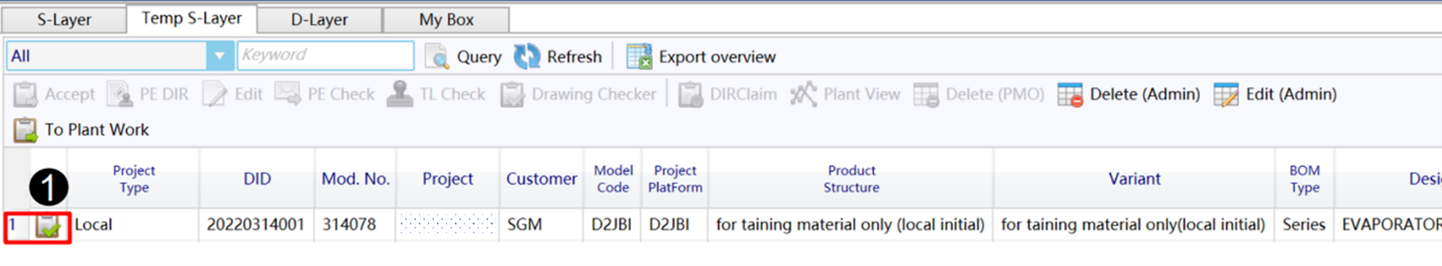 S-Layer Temp S-Layer D-Layer My Box
All Keyword Query Refresh Export overview
Accept PE DIR Edit PE Check TL Check Drawing Checker DIRClaim Plant View Delete (PMO) Delete (Admin) Edit (Admin)
To Plant Work
1 Project Type DID Mod. No. Project Customer Model Code Project PlatForm Product Structure Variant BOM Type Desi
1 Local 20220314001 314078 SGM D2JBI D2JBI for taining material only (local initial) for taining material only(local initial) Series EVAPORATOR